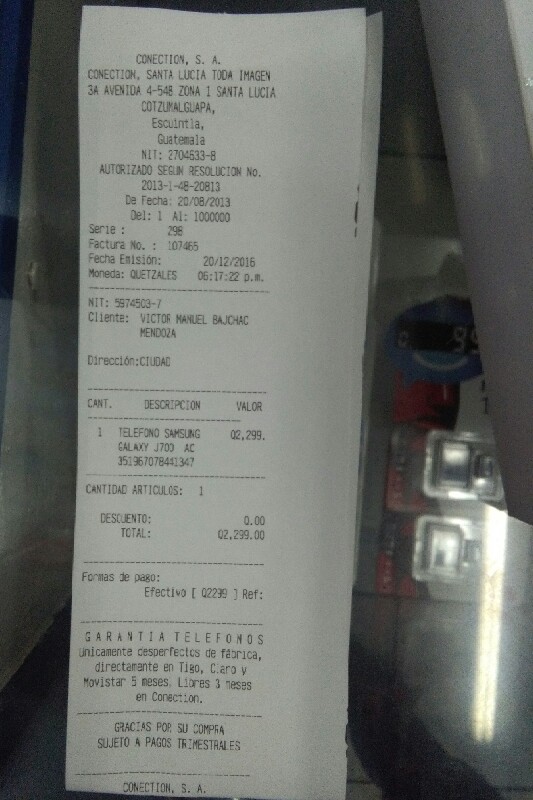 CONECTION, S. A.
CONECTION, SANTA LUCIA TODA IMAGEN
3A AVENIDA 4-548 ZONA 1 SANTA LUCIA
COTZUMALGUAPA,
Escuintla,
Guatemala
NIT: 2704633-8
AUTORIZADO SEGUN RESOLUCION No.
2013-1-48-20813
De Fecha: 20/08/2013
Del: 1 Al: 1000000
Serie : 298
Factura No. : 107465
Fecha Emisión: 20/12/2016
Moneda: QUETZALES 06:17:22 p.m.
NIT: 5974503-7
Cliente: VICTOR MANUEL BAJCHAC
MENDOZA
Dirección:CIUDAD
CANT. DESCRIPCION VALOR
1 TELEFONO SAMSUNG Q2,299.
GALAXY J700 AC
351967078441347
CANTIDAD ARTICULOS: 1
DESCUENTO: 0.00
TOTAL: Q2,299.00
Formas de pago:
Efectivo [ Q2299 ] Ref:
GARANTIA TELEFONOS
Unicamente desperfectos de fábrica,
directamente en Tigo, Claro y
Movistar 5 meses. Libres 3 meses
en Conection.
GRACIAS POR SU COMPRA
SUJETO A PAGOS TRIMESTRALES
CONECTION, S. A.